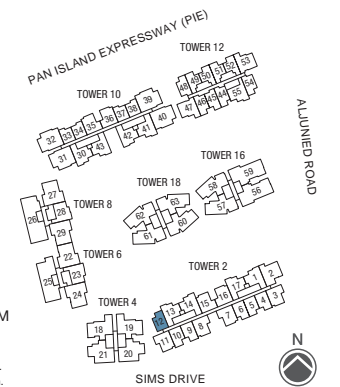 PAN ISLAND EXPRESSWAY (PIE)
TOWER 12
48 49 50 51 52 53
47 46 45 44 55 54
TOWER 10
32 33 34 35 36 37 38 39
31 30 43 42 41 40
ALJUNIED ROAD
TOWER 16
58 59
57 56
TOWER 18
62 63
61 60
TOWER 8
27
26 28
29
TOWER 6
22
25 23
24
TOWER 2
12 13 14 15 16 17 1 2
11 10 9 8 7 6 5 4 3
TOWER 4
18 19
21 20
M
SIMS DRIVE
N